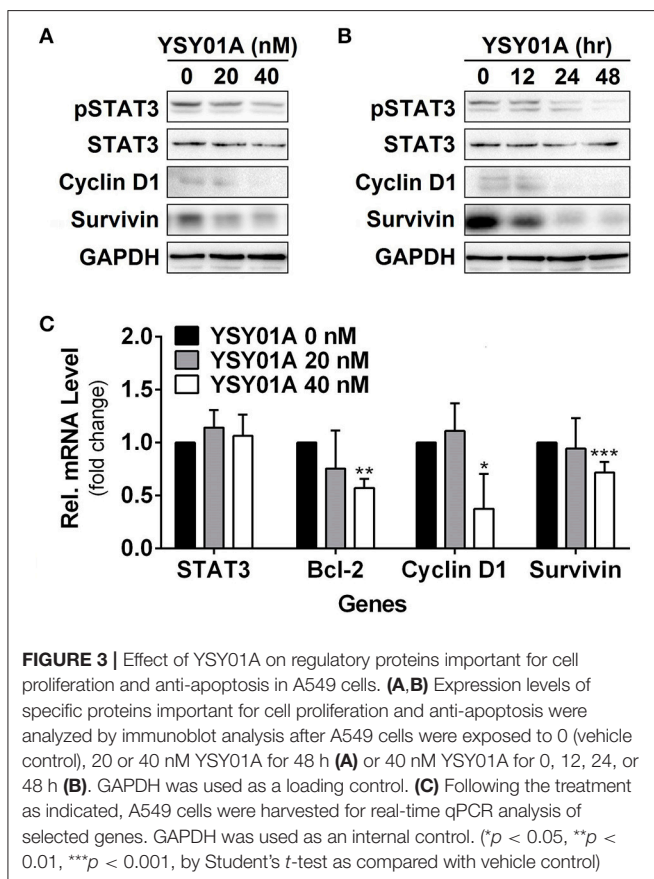 A
YSY01A (nM)
0 20 40
pSTAT3
STAT3
Cyclin D1
Survivin
GAPDH
B
YSY01A (hr)
0 12 24 48
pSTAT3
STAT3
Cyclin D1
Survivin
GAPDH
C
YSY01A 0 nM
YSY01A 20 nM
YSY01A 40 nM
Rel. mRNA Level
(fold change)
2.0
1.5
1.0
0.5
0.0
**
*
***
STAT3 Bcl-2 Cyclin D1 Survivin
Genes
FIGURE 3 | Effect of YSY01A on regulatory proteins important for cell
proliferation and anti-apoptosis in A549 cells. (A,B) Expression levels of
specific proteins important for cell proliferation and anti-apoptosis were
analyzed by immunoblot analysis after A549 cells were exposed to 0 (vehicle
control), 20 or 40 nM YSY01A for 48 h (A) or 40 nM YSY01A for 0, 12, 24, or
48 h (B). GAPDH was used as a loading control. (C) Following the treatment
as indicated, A549 cells were harvested for real-time qPCR analysis of
selected genes. GAPDH was used as an internal control. (*p < 0.05, **p <
0.01, ***p < 0.001, by Student's t-test as compared with vehicle control)